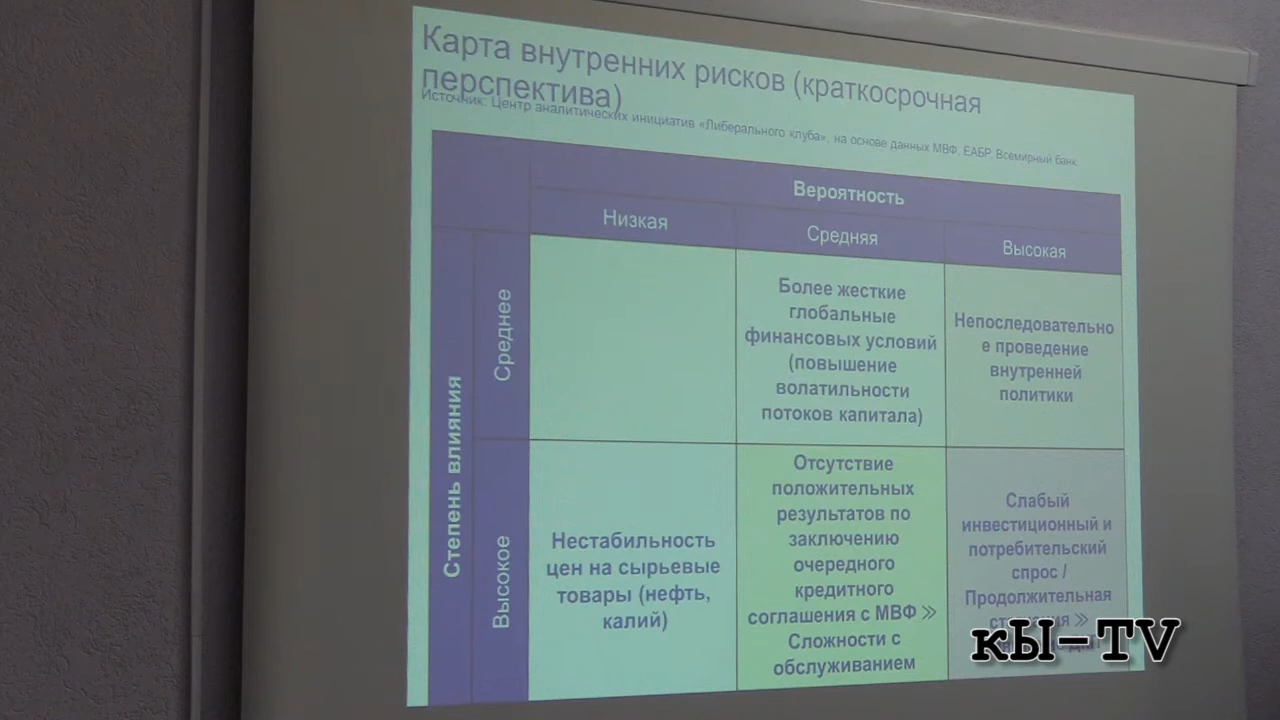 Карта внутренних рисков (краткосрочная
перспектива)
Источник: Центр аналитических инициатив «Либерального клуба», на основе данных МВФ, ЕАБР, Всемирный банк
Вероятность
Низкая
Средняя
Высокая
Степень влияния
Среднее
Более жесткие
глобальные
финансовых условий
(повышение
волатильности
потоков капитала)
Непоследовательно
е проведение
внутренней
политики
Высокое
Нестабильность
цен на сырьевые
товары (нефть,
калий)
Отсутствие
положительных
результатов по
заключению
очередного
кредитного
соглашения с МВФ »
Сложности с
обслуживанием
Слабый
инвестиционный и
потребительский
спрос /
Продолжительная
»
кЫ-TV